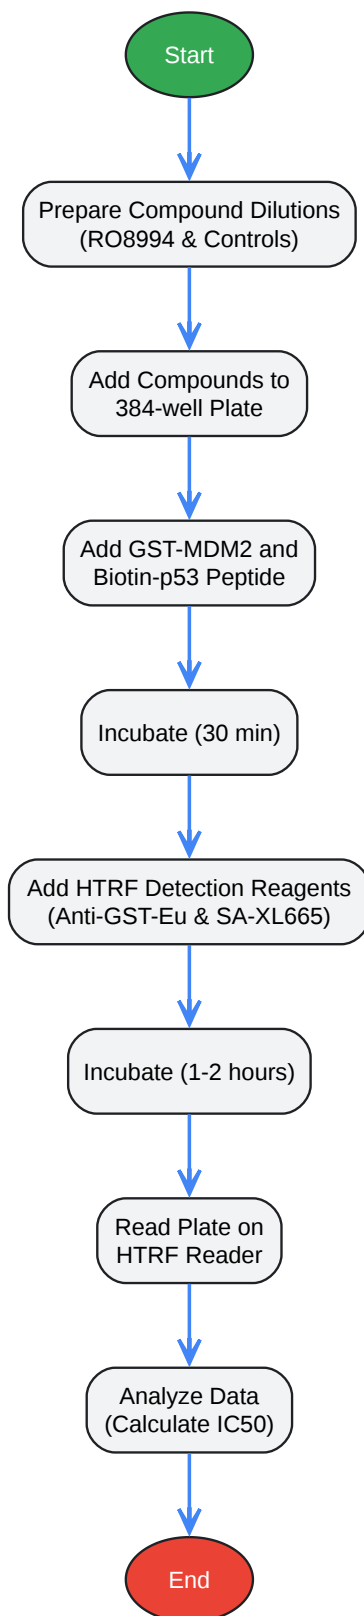 Start
Prepare Compound Dilutions
(RO8994 & Controls)
Add Compounds to
384-well Plate
Add GST-MDM2 and
Biotin-p53 Peptide
Incubate (30 min)
Add HTRF Detection Reagents
(Anti-GST-Eu & SA-XL665)
Incubate (1-2 hours)
Read Plate on
HTRF Reader
Analyze Data
(Calculate IC50)
End